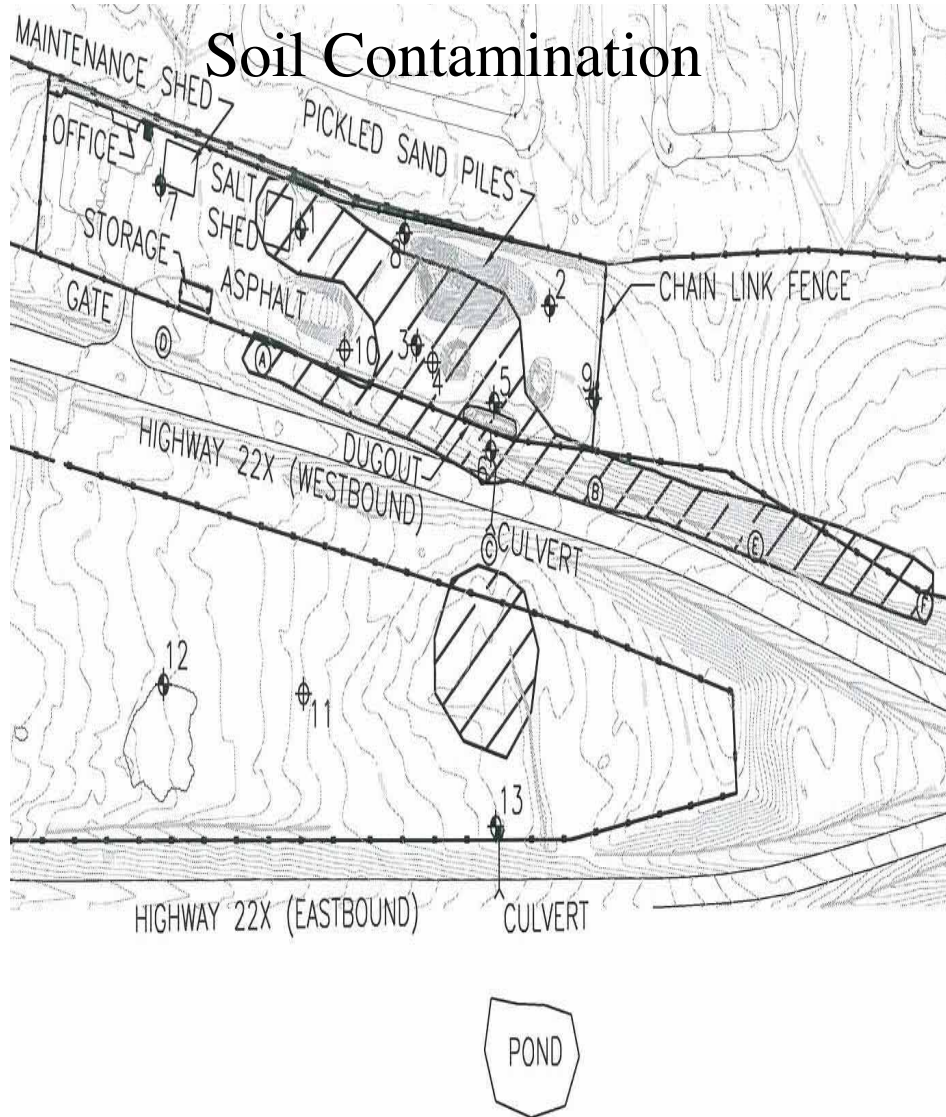 Soil Contamination
MAINTENANCE SHED
OFFICE
PICKLED SAND PILES
SALT
SHED
1
7
8
STORAGE
ASPHALT
2
CHAIN LINK FENCE
GATE
D
A
10
3
4
5
9
HIGHWAY 22X (WESTBOUND)
DUGOUT
6
B
C
CULVERT
E
F
12
11
13
HIGHWAY 22X (EASTBOUND)
CULVERT
POND